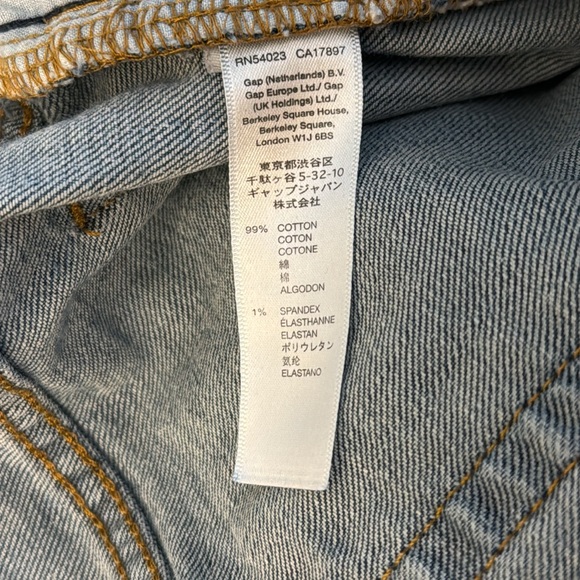 RN54023 CA17897
Gap (Netherlands) B.V.
Gap Europe Ltd./ Gap
(UK Holdings) Ltd./
Berkeley Square House,
Berkeley Square,
London W1J 6BS
東京都渋谷区
千駄ヶ谷5-32-10
ギャップジャパン
株式会社
99% COTTON
COTON
COTONE
綿
棉
ALGODON
1% SPANDEX
ÉLASTHANNE
ELASTAN
ポリウレタン
氨纶
ELASTANO